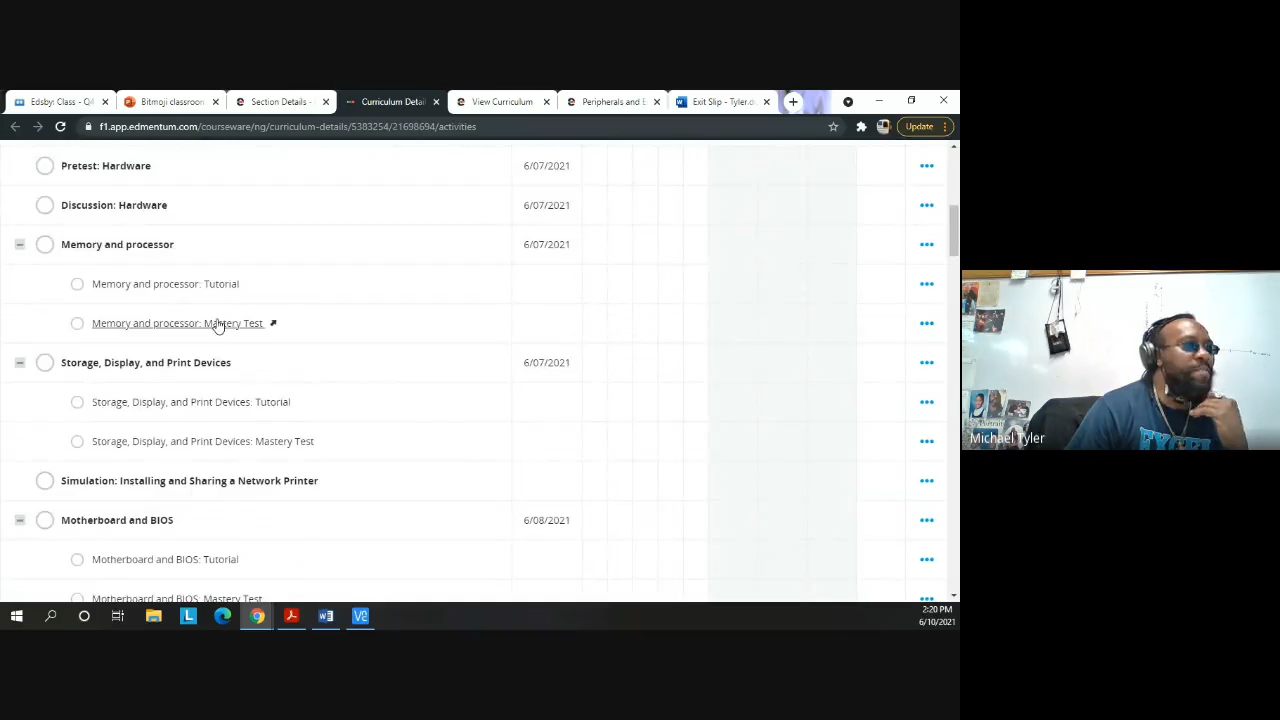 Edsby: Class - Q4
Bitmoji classroom
Section Details -
Curriculum Detai
View Curriculum
Peripherals and E
Exit Slip - Tyler.d
f1.app.edmentum.com/courseware/ng/curriculum-details/5383254/21698694/activities
Update
Pretest: Hardware 6/07/2021
Discussion: Hardware 6/07/2021
Memory and processor 6/07/2021
Memory and processor: Tutorial
Memory and processor: Mastery Test
Storage, Display, and Print Devices 6/07/2021
Storage, Display, and Print Devices: Tutorial
Storage, Display, and Print Devices: Mastery Test
Simulation: Installing and Sharing a Network Printer
Motherboard and BIOS 6/08/2021
Motherboard and BIOS: Tutorial
Motherboard and BIOS: Mastery Test
2:20 PM
6/10/2021
Michael Tyler
EXCEL